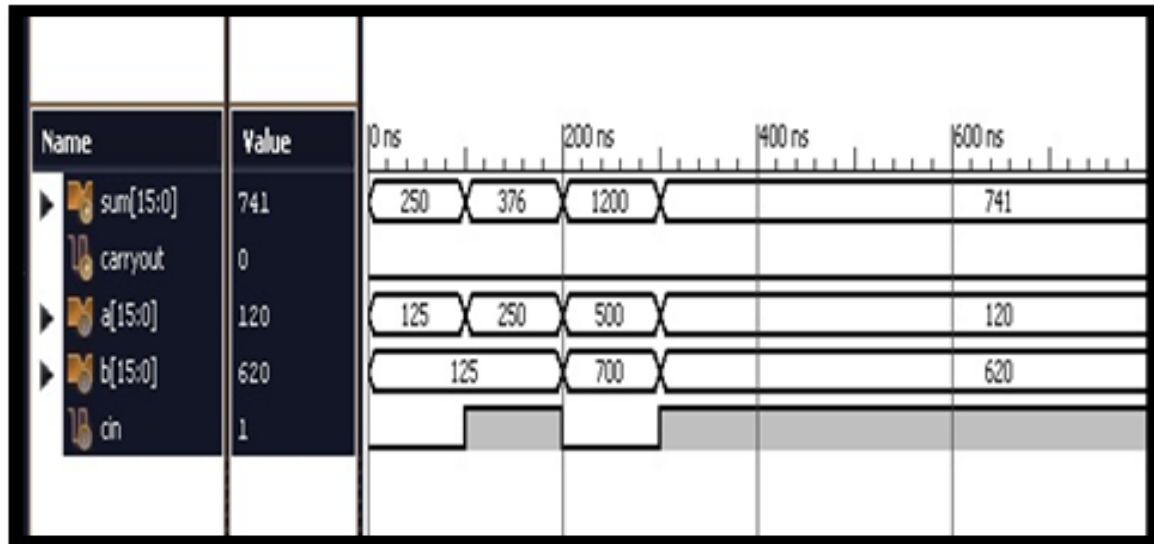 Name Value 0 ns 200 ns 400 ns 600 ns
sum[15:0] 741 250 376 1200 741
carryout 0
a[15:0] 120 125 250 500 120
b[15:0] 620 125 700 620
cin 1